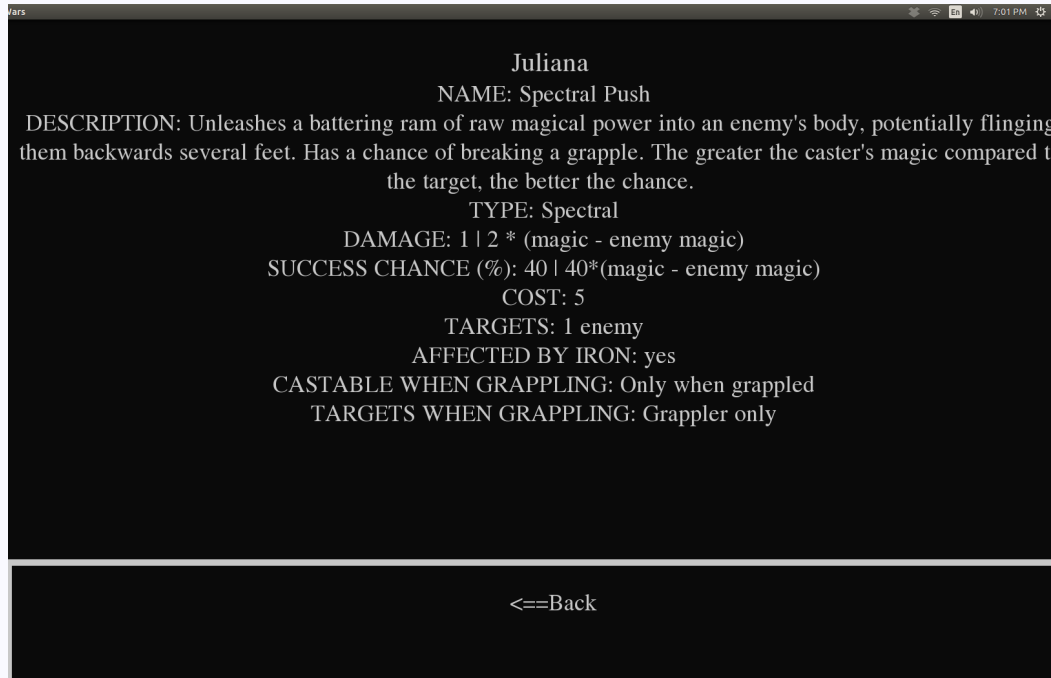 Vars
En 7:01 PM
Juliana
NAME: Spectral Push
DESCRIPTION: Unleashes a battering ram of raw magical power into an enemy's body, potentially flinging
them backwards several feet. Has a chance of breaking a grapple. The greater the caster's magic compared t
the target, the better the chance.
TYPE: Spectral
DAMAGE: 1 | 2 * (magic - enemy magic)
SUCCESS CHANCE (%): 40 | 40*(magic - enemy magic)
COST: 5
TARGETS: 1 enemy
AFFECTED BY IRON: yes
CASTABLE WHEN GRAPPLING: Only when grappled
TARGETS WHEN GRAPPLING: Grappler only
<==Back